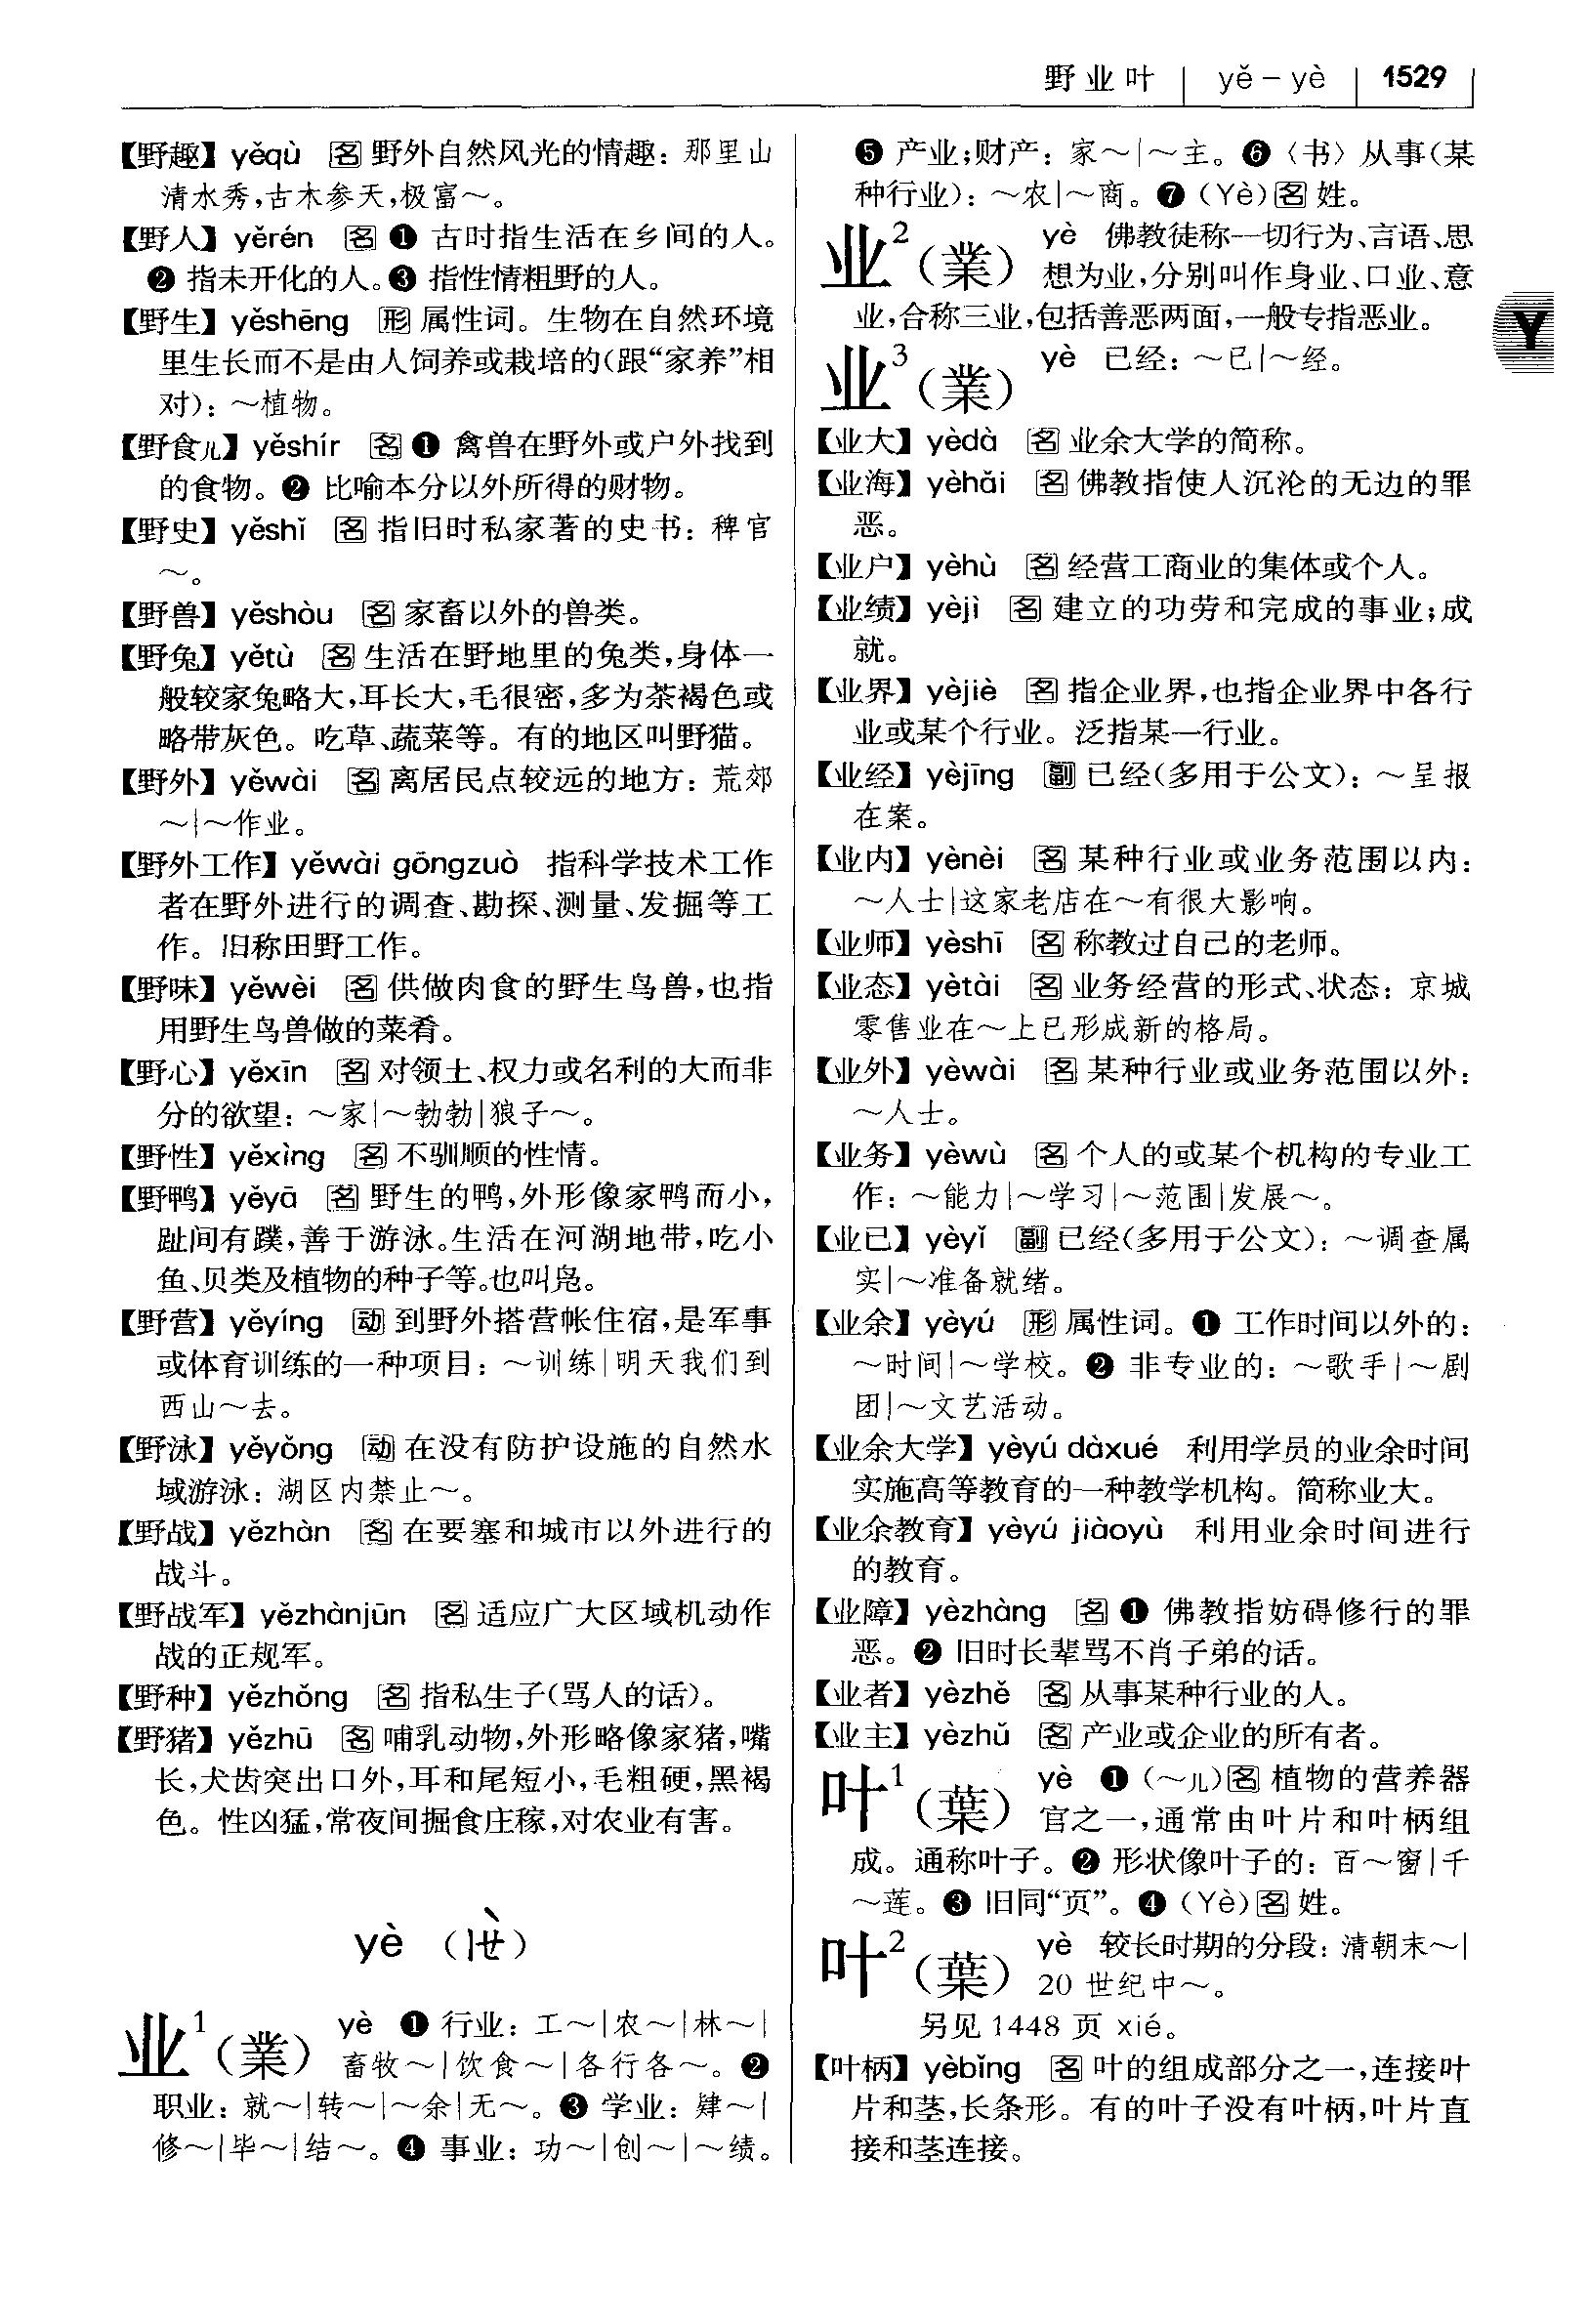 野业叶 | yě－yè | 1529
【野趣】yěqù 名 野外自然风光的情趣：那里山
清水秀，古木参天，极富～。
【野人】yěrén 名 ❶ 古时指生活在乡间的人。
❷ 指未开化的人。❸ 指性情粗野的人。
【野生】yěshēng 形 属性词。生物在自然环境
里生长而不是由人饲养或栽培的（跟“家养”相
对）：～植物。
【野食儿】yěshír 名 ❶ 禽兽在野外或户外找到
的食物。❷ 比喻本分以外所得的财物。
【野史】yěshǐ 名 指旧时私家著的史书：稗官
～。
【野兽】yěshòu 名 家畜以外的兽类。
【野兔】yětù 名 生活在野地里的兔类，身体一
般较家兔略大，耳长大，毛很密，多为茶褐色或
略带灰色。吃草、蔬菜等。有的地区叫野猫。
【野外】yěwài 名 离居民点较远的地方：荒郊
～|～作业。
【野外工作】yěwài gōngzuò 指科学技术工作
者在野外进行的调查、勘探、测量、发掘等工
作。旧称田野工作。
【野味】yěwèi 名 供做肉食的野生鸟兽，也指
用野生鸟兽做的菜肴。
【野心】yěxīn 名 对领土、权力或名利的大而非
分的欲望：～家|～勃勃|狼子～。
【野性】yěxìng 名 不驯顺的性情。
【野鸭】yěyā 名 野生的鸭，外形像家鸭而小，
趾间有蹼，善于游泳。生活在河湖地带，吃小
鱼、贝类及植物的种子等。也叫凫。
【野营】yěyíng 动 到野外搭营帐住宿，是军事
或体育训练的一种项目：～训练|明天我们到
西山～去。
【野泳】yěyǒng 动 在没有防护设施的自然水
域游泳：湖区内禁止～。
【野战】yězhàn 名 在要塞和城市以外进行的
战斗。
【野战军】yězhànjūn 名 适应广大区域机动作
战的正规军。
【野种】yězhǒng 名 指私生子（骂人的话）。
【野猪】yězhū 名 哺乳动物，外形略像家猪，嘴
长，犬齿突出口外，耳和尾短小，毛粗硬，黑褐
色。性凶猛，常夜间掘食庄稼，对农业有害。
yè （ㄧㄝˋ）
业1（業） yè ❶ 行业：工～|农～|林～|
畜牧～|饮食～|各行各～。❷
职业：就～|转～|～余|无～。❸ 学业：肄～|
修～|毕～|结～。❹ 事业：功～|创～|～绩。
❺ 产业；财产：家～|～主。❻〈书〉从事（某
种行业）：～农|～商。❼（Yè）名 姓。
业2（業） yè 佛教徒称一切行为、言语、思
想为业，分别叫作身业、口业、意
业，合称三业，包括善恶两面，一般专指恶业。
业3（業） yè 已经：～已|～经。
【业大】yèdà 名 业余大学的简称。
【业海】yèhǎi 名 佛教指使人沉沦的无边的罪
恶。
【业户】yèhù 名 经营工商业的集体或个人。
【业绩】yèjì 名 建立的功劳和完成的事业；成
就。
【业界】yèjiè 名 指企业界，也指企业界中各行
业或某个行业。泛指某一行业。
【业经】yèjīng 副 已经（多用于公文）：～呈报
在案。
【业内】yènèi 名 某种行业或业务范围以内：
～人士|这家老店在～有很大影响。
【业师】yèshī 名 称教过自己的老师。
【业态】yètài 名 业务经营的形式、状态：京城
零售业在～上已形成新的格局。
【业外】yèwài 名 某种行业或业务范围以外：
～人士。
【业务】yèwù 名 个人的或某个机构的专业工
作：～能力|～学习|～范围|发展～。
【业已】yèyǐ 副 已经（多用于公文）：～调查属
实|～准备就绪。
【业余】yèyú 形 属性词。❶ 工作时间以外的：
～时间|～学校。❷ 非专业的：～歌手|～剧
团|～文艺活动。
【业余大学】yèyú dàxué 利用学员的业余时间
实施高等教育的一种教学机构。简称业大。
【业余教育】yèyú jiàoyù 利用业余时间进行
的教育。
【业障】yèzhàng 名 ❶ 佛教指妨碍修行的罪
恶。❷ 旧时长辈骂不肖子弟的话。
【业者】yèzhě 名 从事某种行业的人。
【业主】yèzhǔ 名 产业或企业的所有者。
叶1（葉） yè ❶（～儿）名 植物的营养器
官之一，通常由叶片和叶柄组
成。通称叶子。❷ 形状像叶子的：百～窗|千
～莲。❸ 旧同“页”。❹（Yè）名 姓。
叶2（葉） yè 较长时期的分段：清朝末～|
20 世纪中～。
另见 1448 页 xié。
【叶柄】yèbǐng 名 叶的组成部分之一，连接叶
片和茎，长条形。有的叶子没有叶柄，叶片直
接和茎连接。
Y